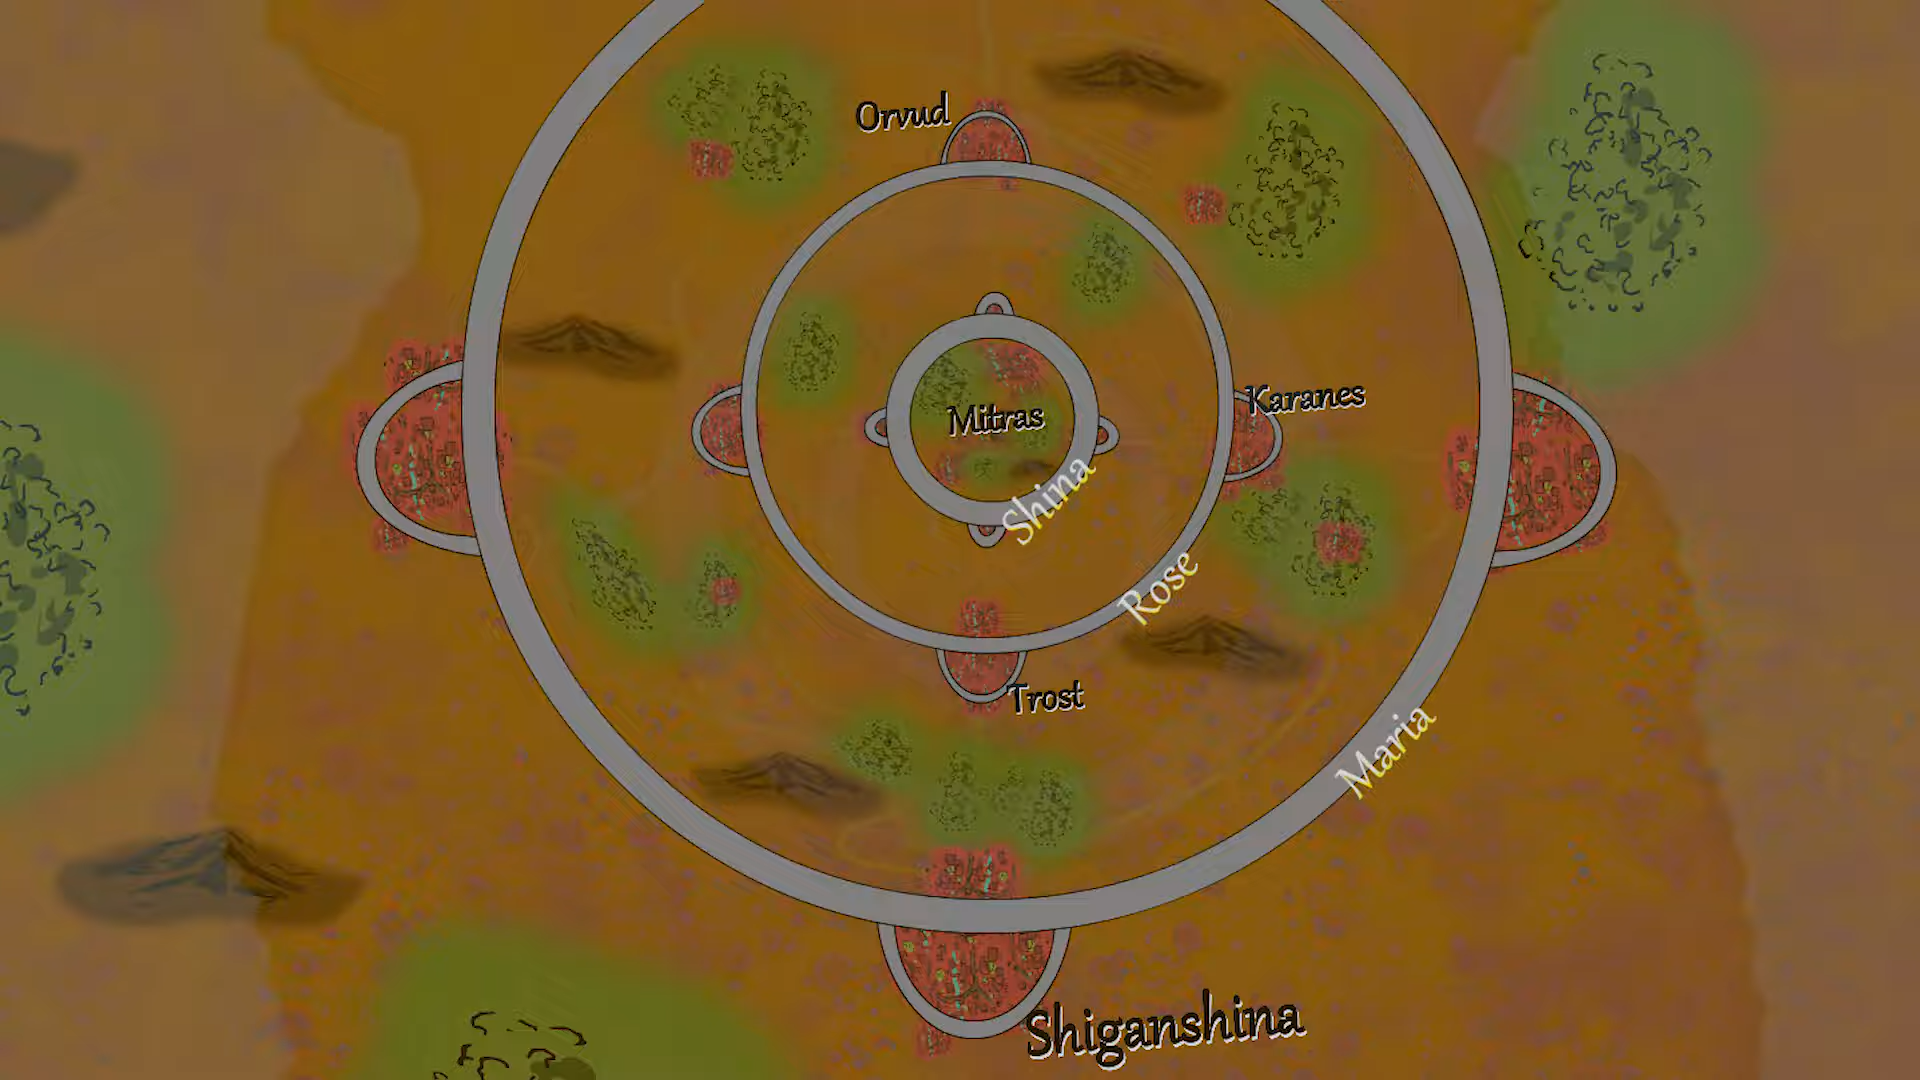 Orvud
Karanes
Mitras
Shina
Rose
Trost
Maria
Shiganshina